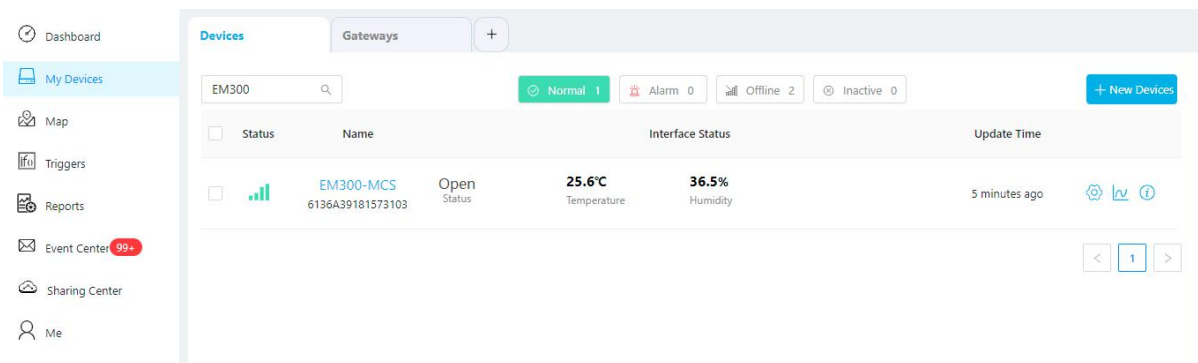 Dashboard
My Devices
Map
Triggers
Reports
Event Center 99+
Sharing Center
Me
Devices
Gateways
+
EM300
Normal 1
Alarm 0
Offline 2
Inactive 0
+ New Devices
Status Name Interface Status Update Time
EM300-MCS Open 25.6℃ 36.5%
6136A39181573103 Status Temperature Humidity
5 minutes ago
< 1 >